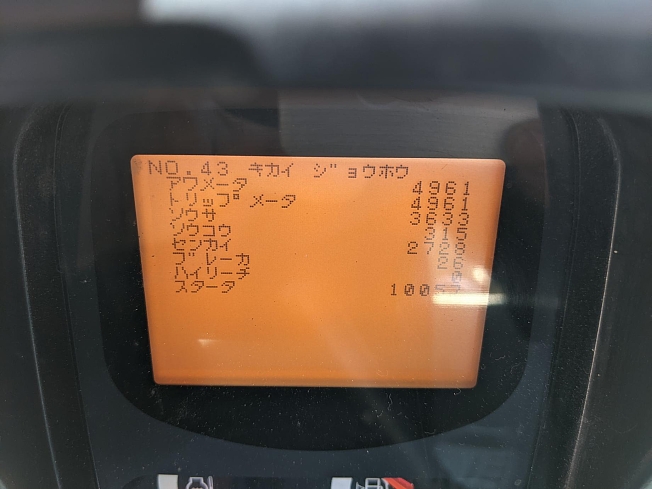 NO.43 キカイ ジョウホウ
アワメータ 4961
トリップメータ 4961
ソウサ 3633
ソウコウ 315
センカイ 2728
ブレーカ 26
ハイリーチ 0
スタータ